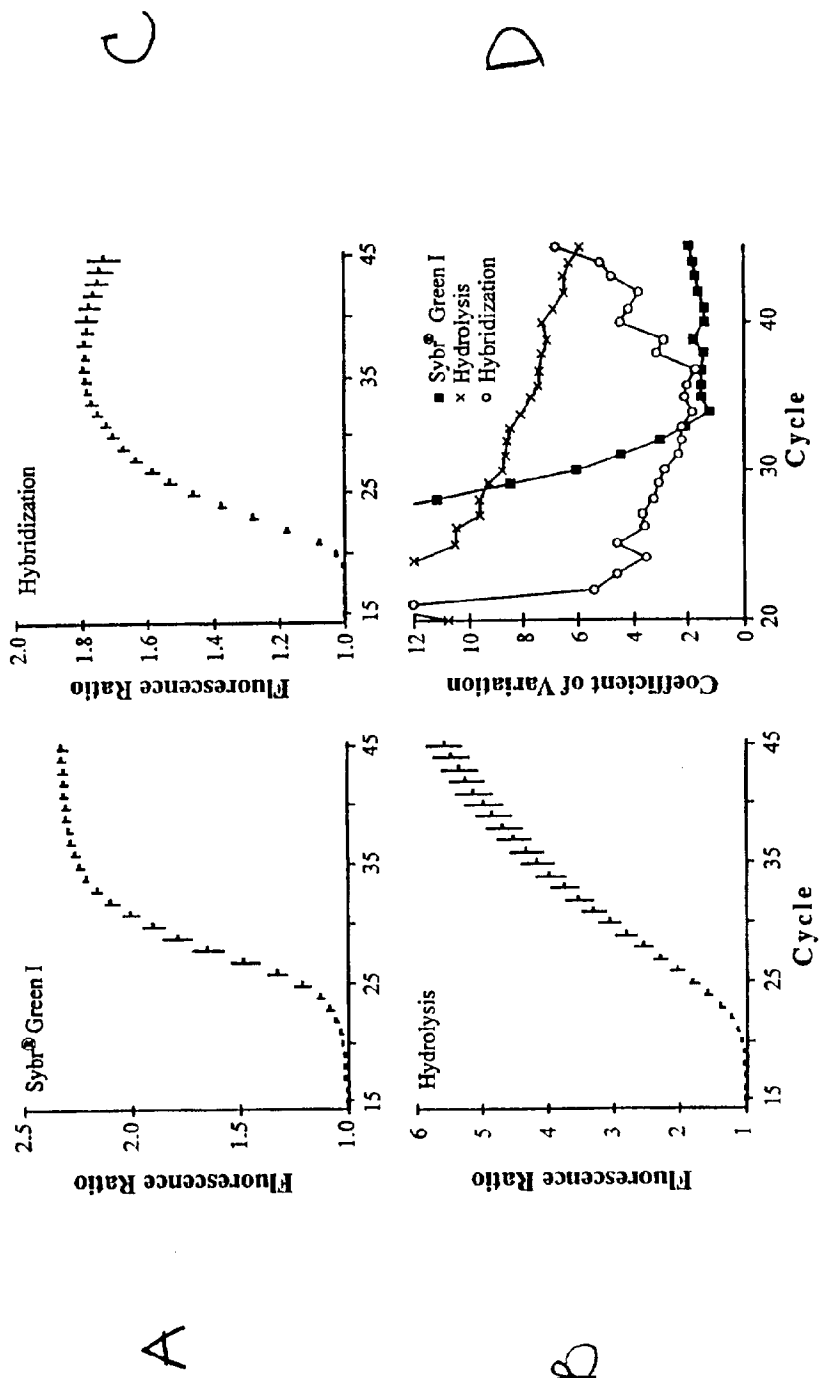 A
Sybr® Green I
Fluorescence Ratio
2.5
2.0
1.5
1.0
15
25
35
45
C
Hybridization
Fluorescence Ratio
2.0
1.8
1.6
1.4
1.2
1.0
15
25
35
45
B
Hydrolysis
Fluorescence Ratio
6
5
4
3
2
1
15
25
35
45
Cycle
D
Coefficient of Variation
12
10
8
6
4
2
0
20
30
40
Cycle
Sybr® Green I
Hydrolysis
Hybridization